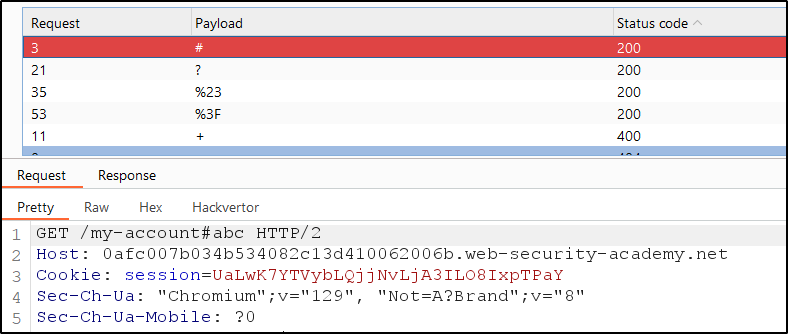 Request Payload Status code
3 # 200
21 ? 200
35 %23 200
53 %3F 200
11 + 400
Request Response
Pretty Raw Hex Hackvertor
1 GET /my-account#abc HTTP/2
2 Host: 0afc007b034b534082c13d410062006b.web-security-academy.net
3 Cookie: session=UaLwK7YTVybLQjjNvLjA3ILO8IxpTPaY
4 Sec-Ch-Ua: "Chromium";v="129", "Not=A?Brand";v="8"
5 Sec-Ch-Ua-Mobile: ?0